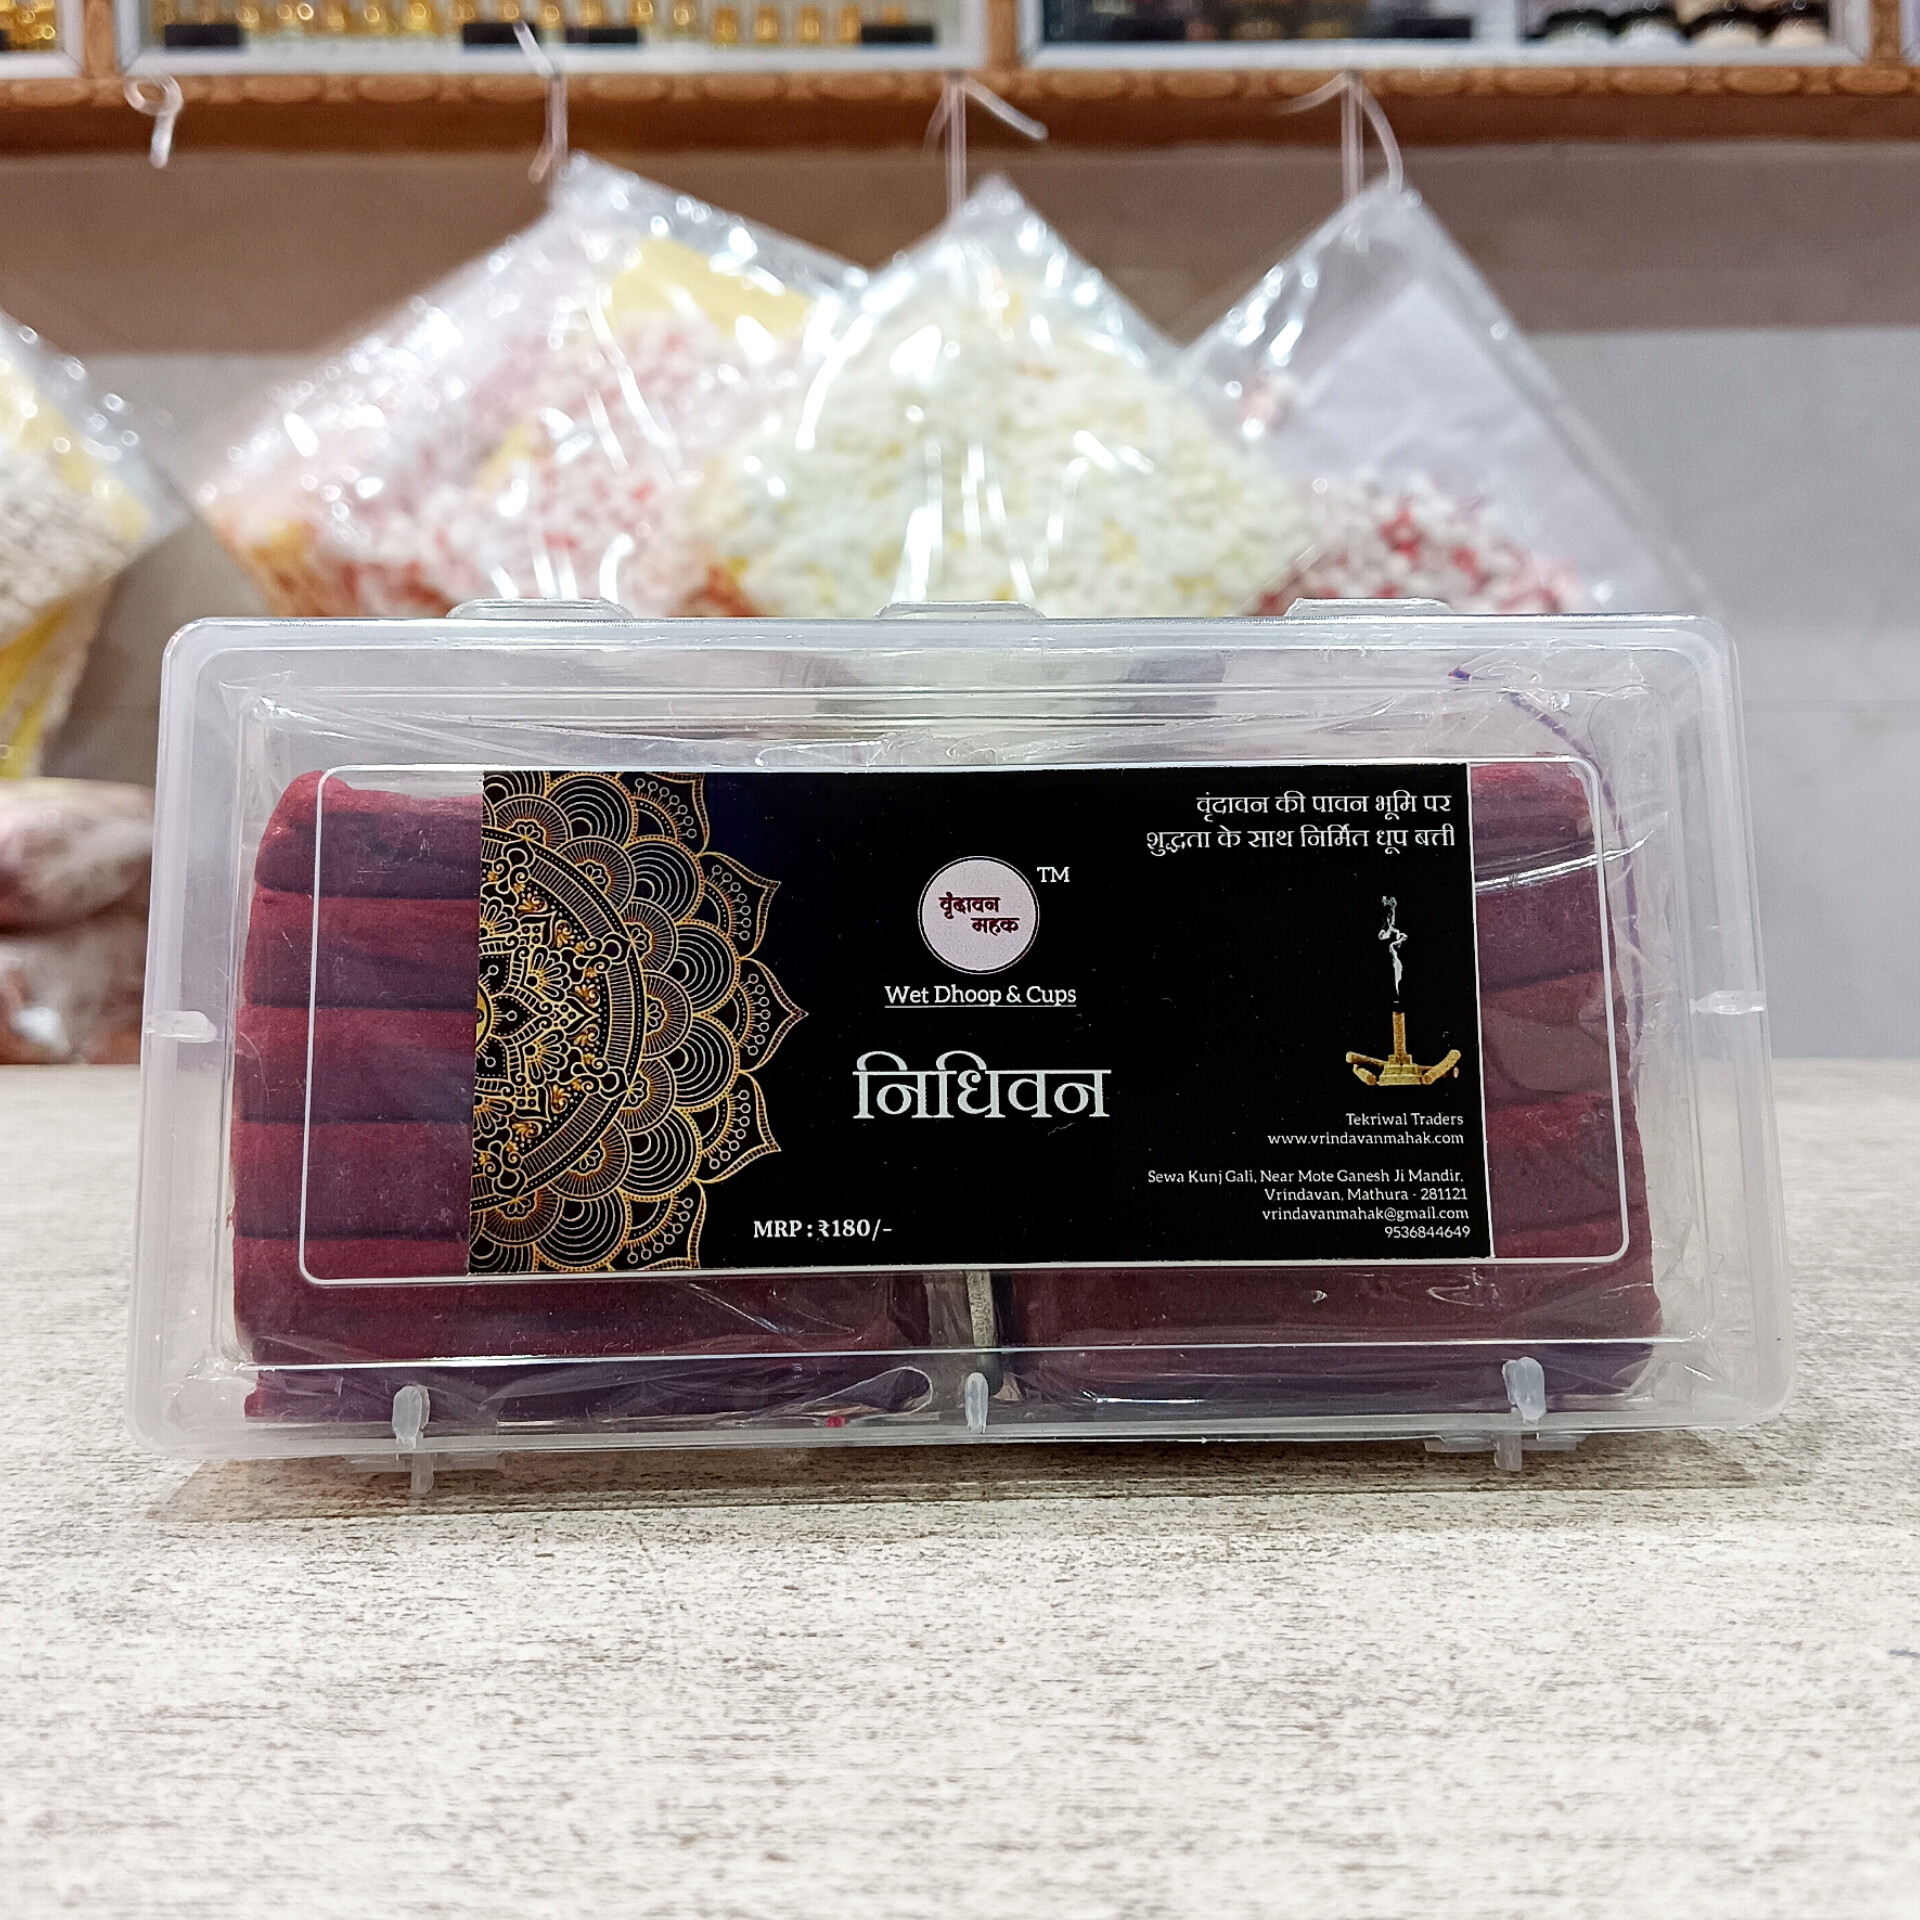 वृंदावन की पावन भूमि पर
शुद्धता के साथ निर्मित धूप बती
TM
वृंदावन
महक
Wet Dhoop & Cups
निधिवन
MRP : ₹180/-
Tekriwal Traders
www.vrindavanmahak.com
Sewa Kunj Gali, Near Mote Ganesh Ji Mandir,
Vrindavan, Mathura - 281121
vrindavanmahak@gmail.com
9536844649